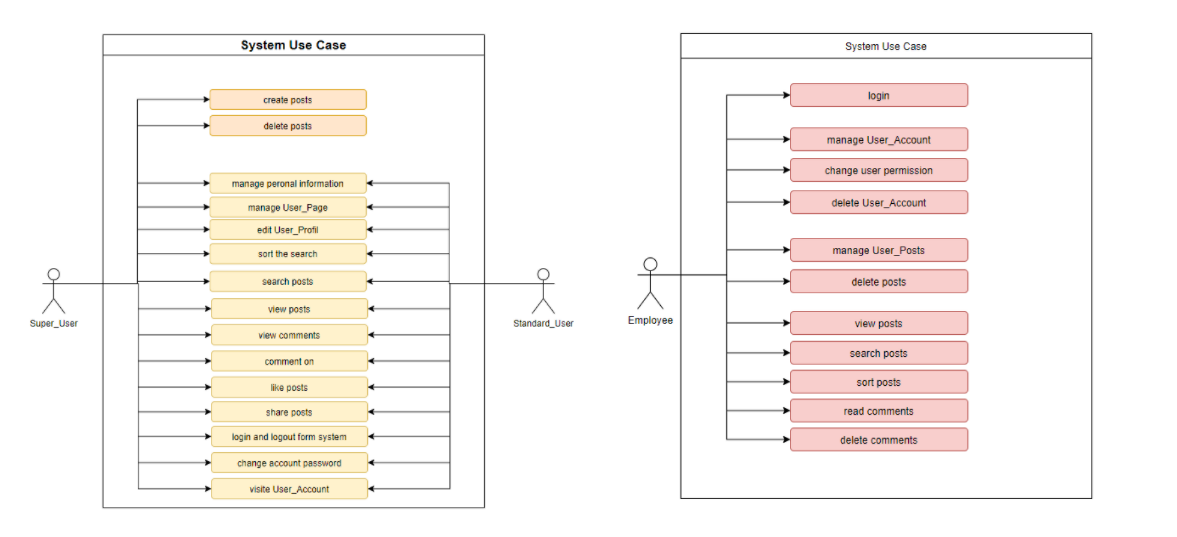 System Use Case
create posts
delete posts
manage peronal information
manage User_Page
edit User_Profil
sort the search
search posts
view posts
view comments
comment on
like posts
share posts
login and logout form system
change account password
visite User_Account
Super_User
Standard_User
System Use Case
login
manage User_Account
change user permission
delete User_Account
manage User_Posts
delete posts
view posts
search posts
sort posts
read comments
delete comments
Employee